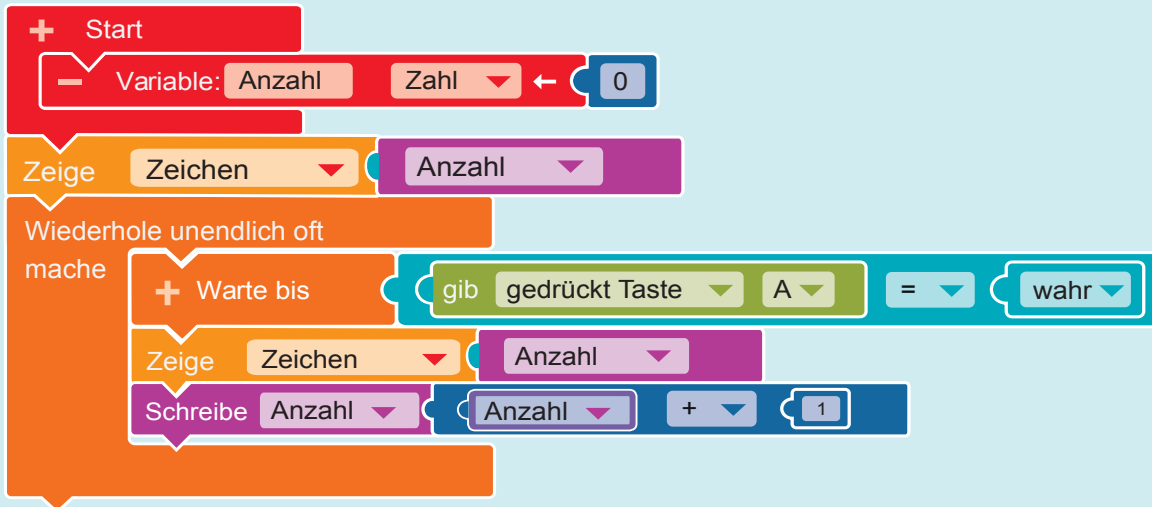 + Start
– Variable: Anzahl Zahl ← 0
Zeige Zeichen Anzahl
Wiederhole unendlich oft
mache
+ Warte bis gib gedrückt Taste A = wahr
Zeige Zeichen Anzahl
Schreibe Anzahl Anzahl + 1